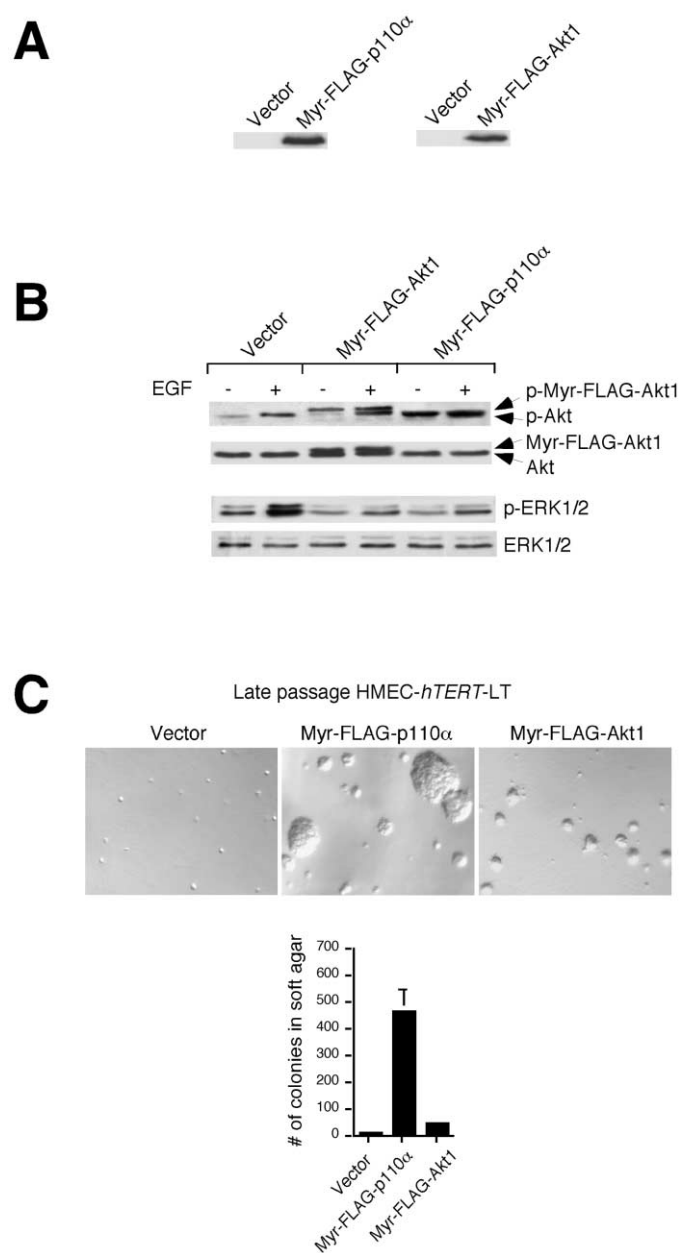 A
Vector
Myr-FLAG-p110α
Vector
Myr-FLAG-Akt1
B
Vector
Myr-FLAG-Akt1
Myr-FLAG-p110α
EGF - + - + - +
p-Myr-FLAG-Akt1
p-Akt
Myr-FLAG-Akt1
Akt
p-ERK1/2
ERK1/2
C
Late passage HMEC-hTERT-LT
Vector Myr-FLAG-p110α Myr-FLAG-Akt1
# of colonies in soft agar
700
600
500
400
300
200
100
0
Vector
Myr-FLAG-p110α
Myr-FLAG-Akt1